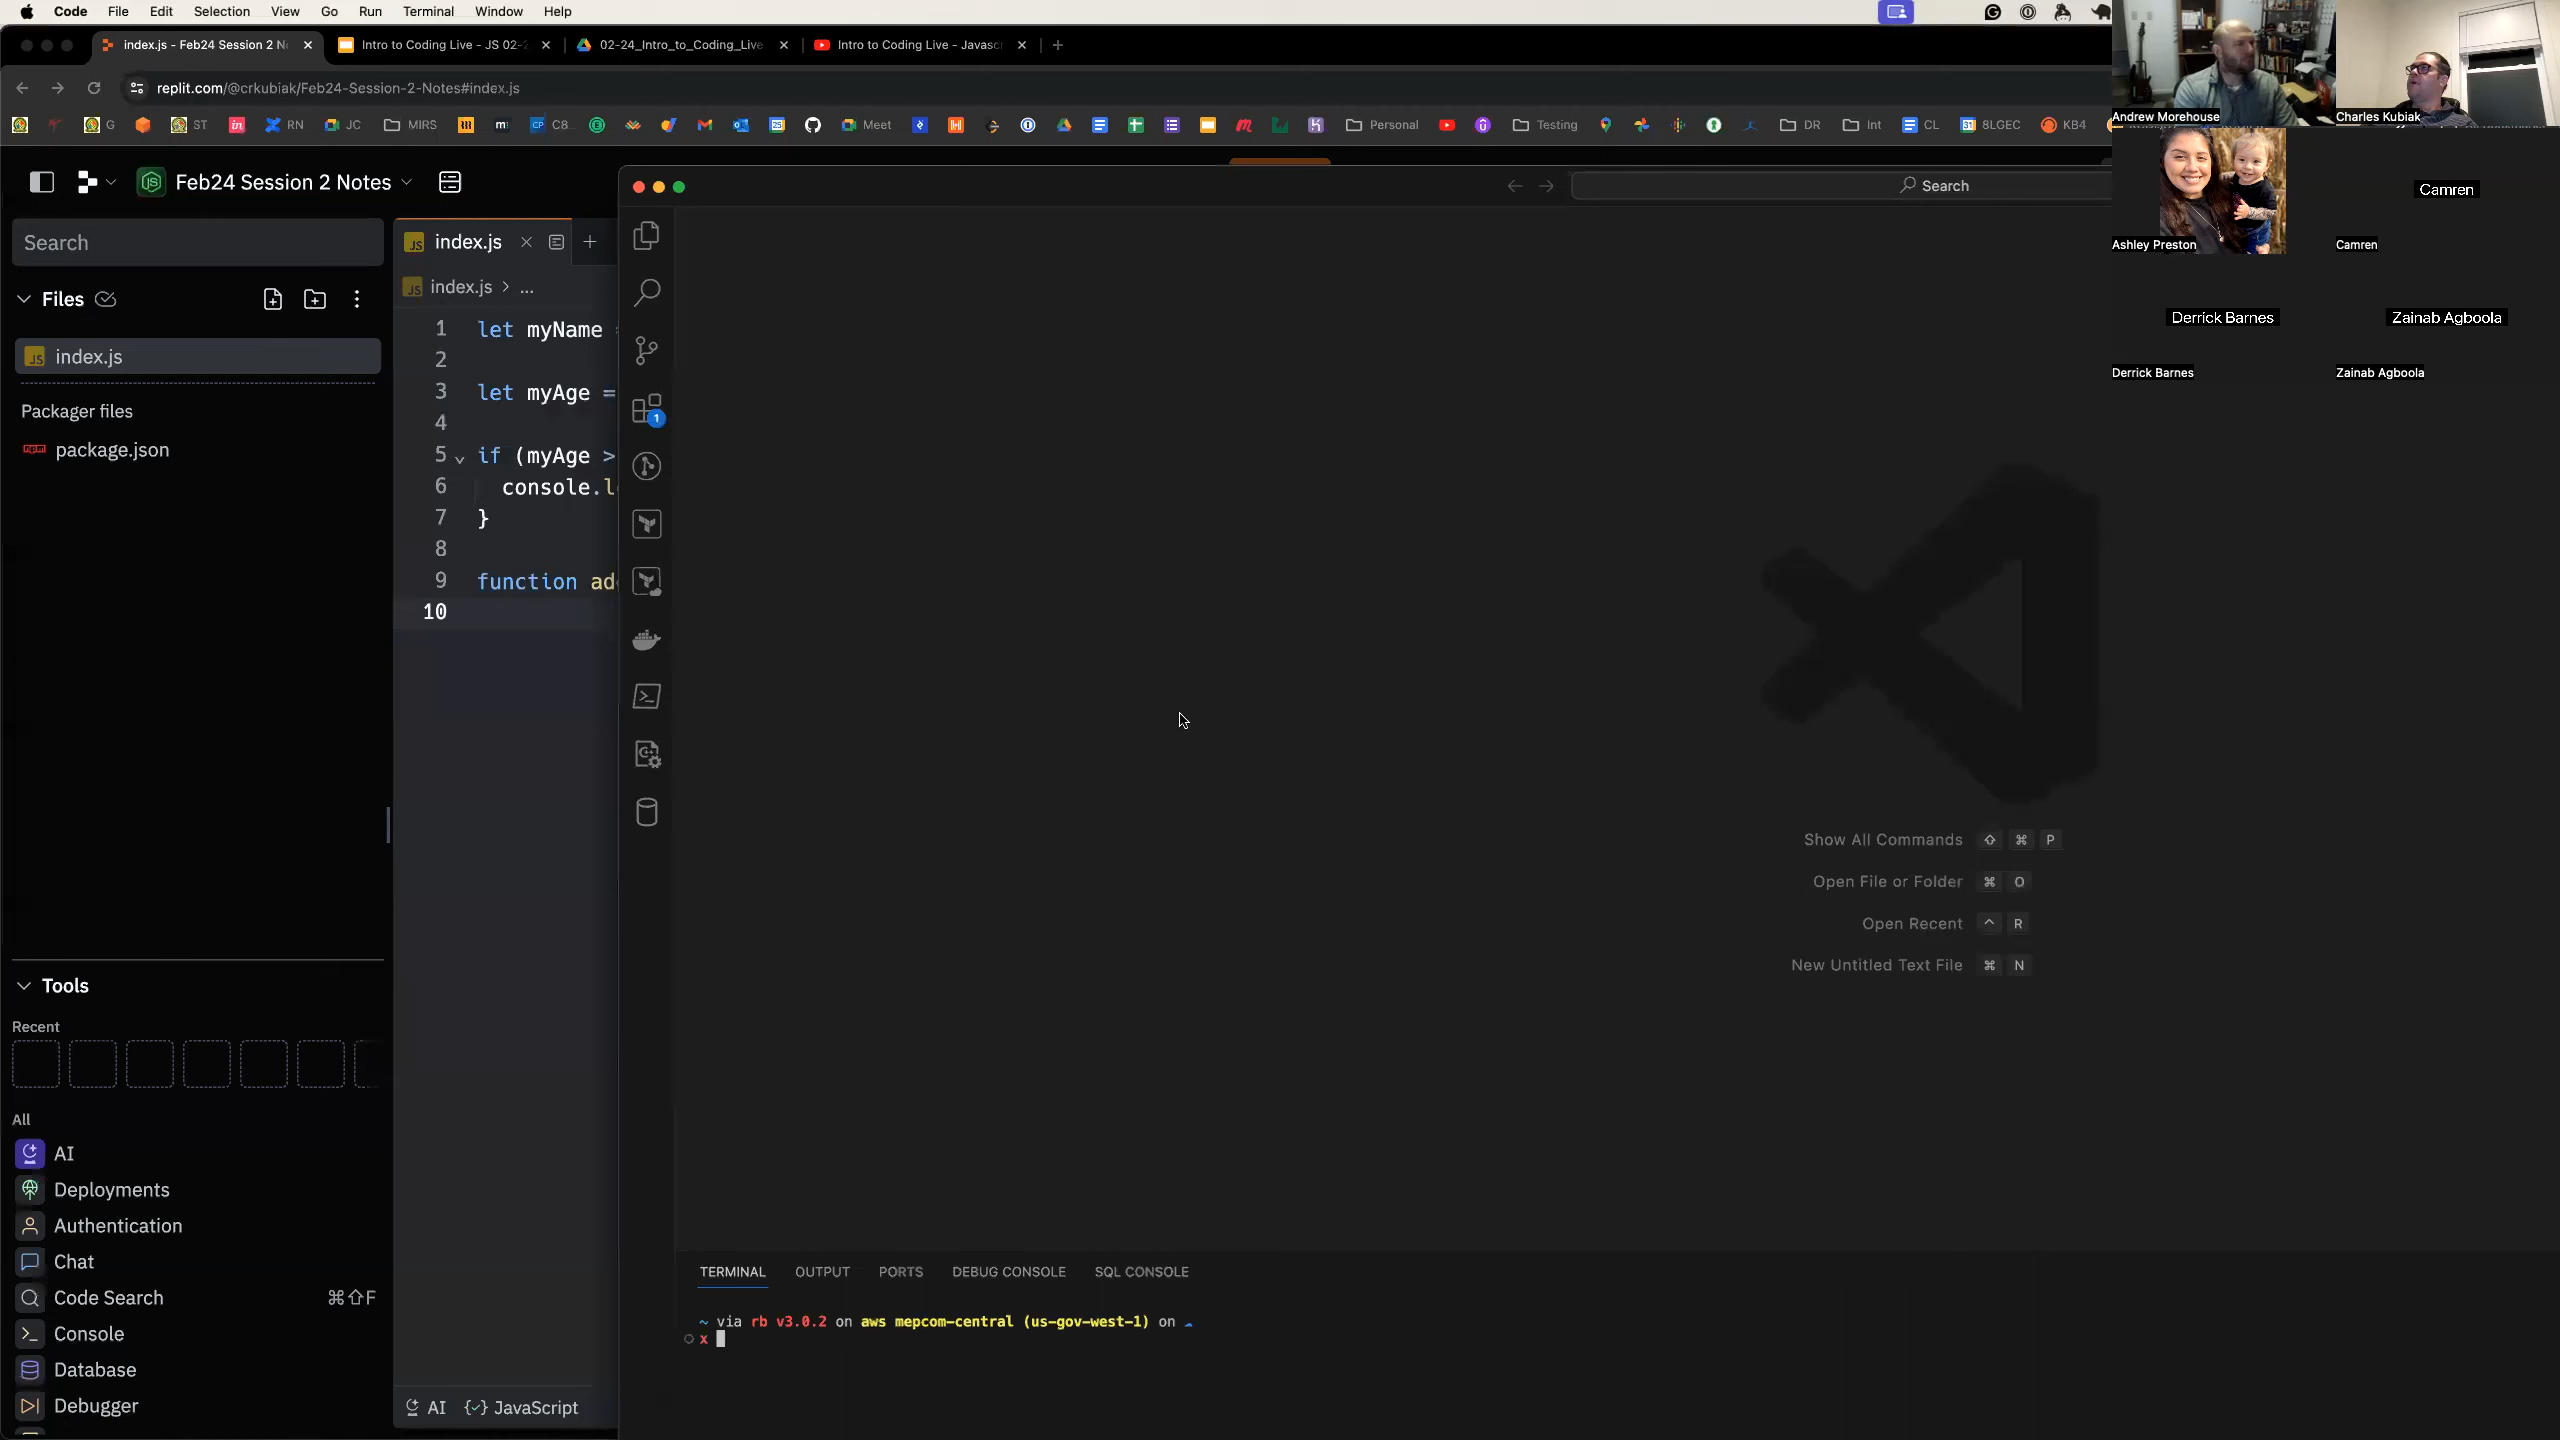 Code File Edit Selection View Go Run Terminal Window Help
index.js - Feb24 Session 2 N
Intro to Coding Live - JS 02-2
02-24_Intro_to_Coding_Live
Intro to Coding Live - Javasc
replit.com/@crkubiak/Feb24-Session-2-Notes#index.js
G ST RN JC MIRS C8 Meet Personal Testing DR Int CL 8LGEC KB4
Andrew Morehouse
Charles Kubiak
Ashley Preston
Camren
Camren
Derrick Barnes
Zainab Agboola
Derrick Barnes
Zainab Agboola
Feb24 Session 2 Notes
Search
Search
index.js
Files
index.js > ...
index.js
Packager files
package.json
1 let myName
2
3 let myAge =
4
5 if (myAge >
6 console.l
7 }
8
9 function ad
10
1
Show All Commands ⇧ ⌘ P
Open File or Folder ⌘ O
Open Recent ^ R
New Untitled Text File ⌘ N
Tools
Recent
All
AI
Deployments
Authentication
Chat
Code Search ⌘⇧F
Console
Database
Debugger
TERMINAL OUTPUT PORTS DEBUG CONSOLE SQL CONSOLE
~ via rb v3.0.2 on aws mepcom-central (us-gov-west-1) on
x
AI JavaScript